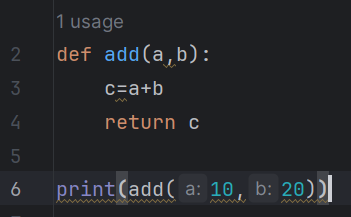 1 usage
2 def add(a,b):
3     c=a+b
4     return c
5
6 print(add( a: 10, b: 20))